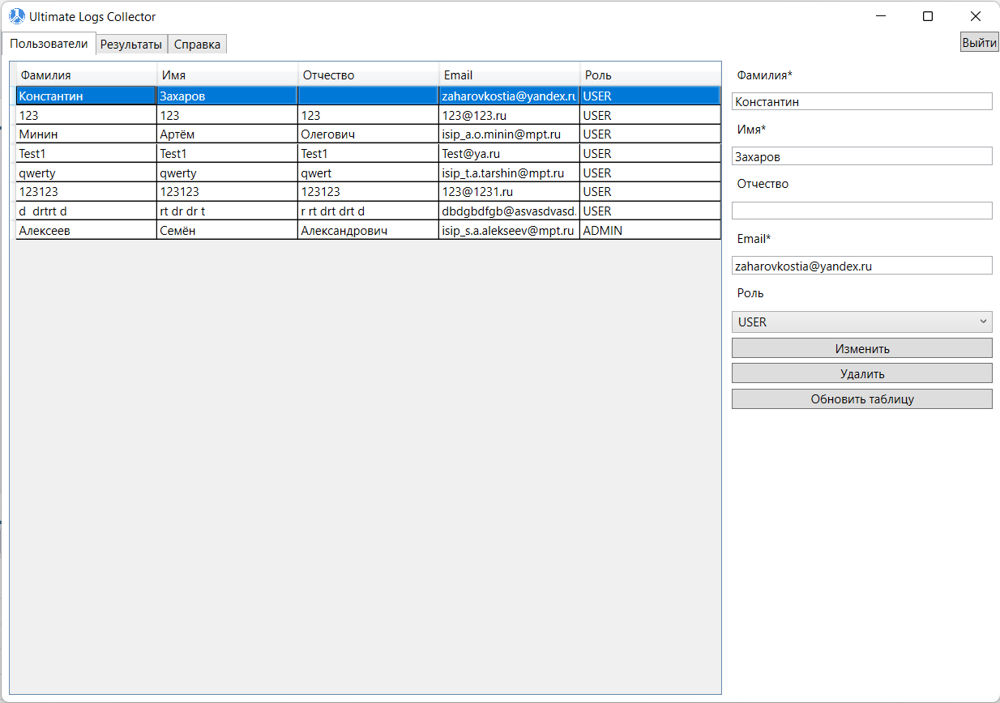 Ultimate Logs Collector
Пользователи Результаты Справка Выйти
Фамилия Имя Отчество Email Роль
Константин Захаров zaharovkostia@yandex.ru USER
123 123 123 123@123.ru USER
Минин Артём Олегович isip_a.o.minin@mpt.ru USER
Test1 Test1 Test1 Test@ya.ru USER
qwerty qwerty qwert isip_t.a.tarshin@mpt.ru USER
123123 123123 123123 123@1231.ru USER
d drtrt d rt dr dr t r rt drt drt d dbdgbdfgb@asvasdvasd. USER
Алексеев Семён Александрович isip_s.a.alekseev@mpt.ru ADMIN
Фамилия*
Константин
Имя*
Захаров
Отчество
Email*
zaharovkostia@yandex.ru
Роль
USER
Изменить
Удалить
Обновить таблицу